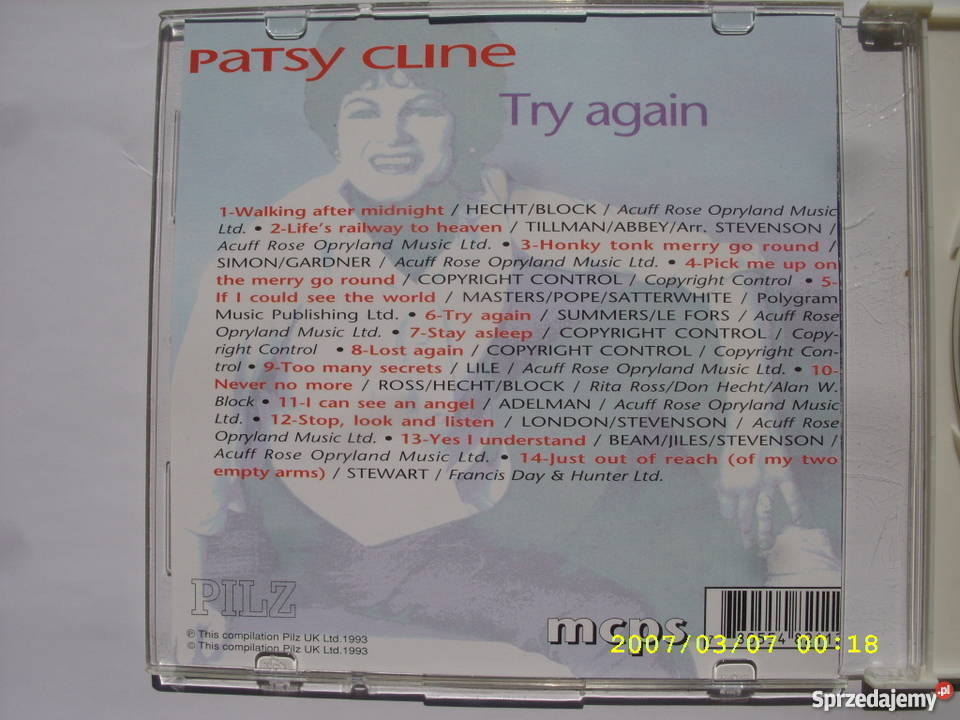 PATSY CLINE
Try again
1-Walking after midnight / HECHT/BLOCK / Acuff Rose Opryland Music
Ltd. • 2-Life's railway to heaven / TILLMAN/ABBEY/Arr. STEVENSON /
Acuff Rose Opryland Music Ltd. • 3-Honky tonk merry go round /
SIMON/GARDNER / Acuff Rose Opryland Music Ltd. • 4-Pick me up on
the merry go round / COPYRIGHT CONTROL / Copyright Control • 5-
If I could see the world / MASTERS/POPE/SATTERWHITE / Polygram
Music Publishing Ltd. • 6-Try again / SUMMERS/LE FORS / Acuff Rose
Opryland Music Ltd. • 7-Stay asleep / COPYRIGHT CONTROL / Copy-
right Control • 8-Lost again / COPYRIGHT CONTROL / Copyright Con-
trol • 9-Too many secrets / LILE / Acuff Rose Opryland Music Ltd. • 10-
Never no more / ROSS/HECHT/BLOCK / Rita Ross/Don Hecht/Alan W.
Block • 11-I can see an angel / ADELMAN / Acuff Rose Opryland Music
Ltd. • 12-Stop, look and listen / LONDON/STEVENSON / Acuff Rose
Opryland Music Ltd. • 13-Yes I understand / BEAM/JILES/STEVENSON /
Acuff Rose Opryland Music Ltd. • 14-Just out of reach (of my two
empty arms) / STEWART / Francis Day & Hunter Ltd.
PILZ
℗ This compilation Pilz UK Ltd.1993
© This compilation Pilz UK Ltd.1993
mcps
2007/03/07 00:18
Sprzedajemy.pl